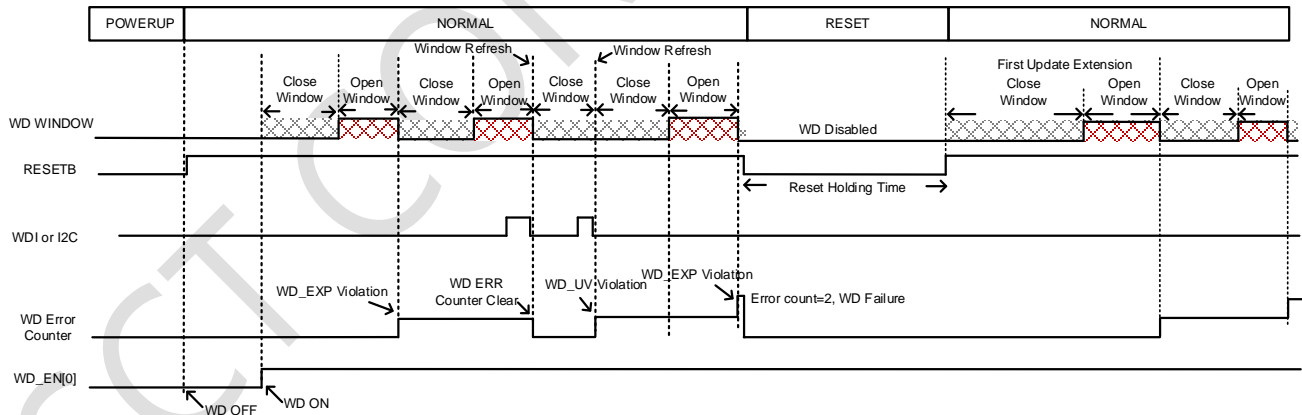 POWERUP
NORMAL
RESET
NORMAL
Window Refresh
Window Refresh
First Update Extension
Close
Window
Open
Window
Close
Window
Open
Window
Close
Window
Close
Window
Open
Window
Close
Window
Open
Window
Close
Window
Open
Window
WD WINDOW
WD Disabled
RESETB
Reset Holding Time
WDI or I2C
WD_EXP Violation
WD ERR
Counter Clear
WD_UV Violation
WD_EXP Violation
Error count=2, WD Failure
WD Error
Counter
WD_EN[0]
WD OFF
WD ON